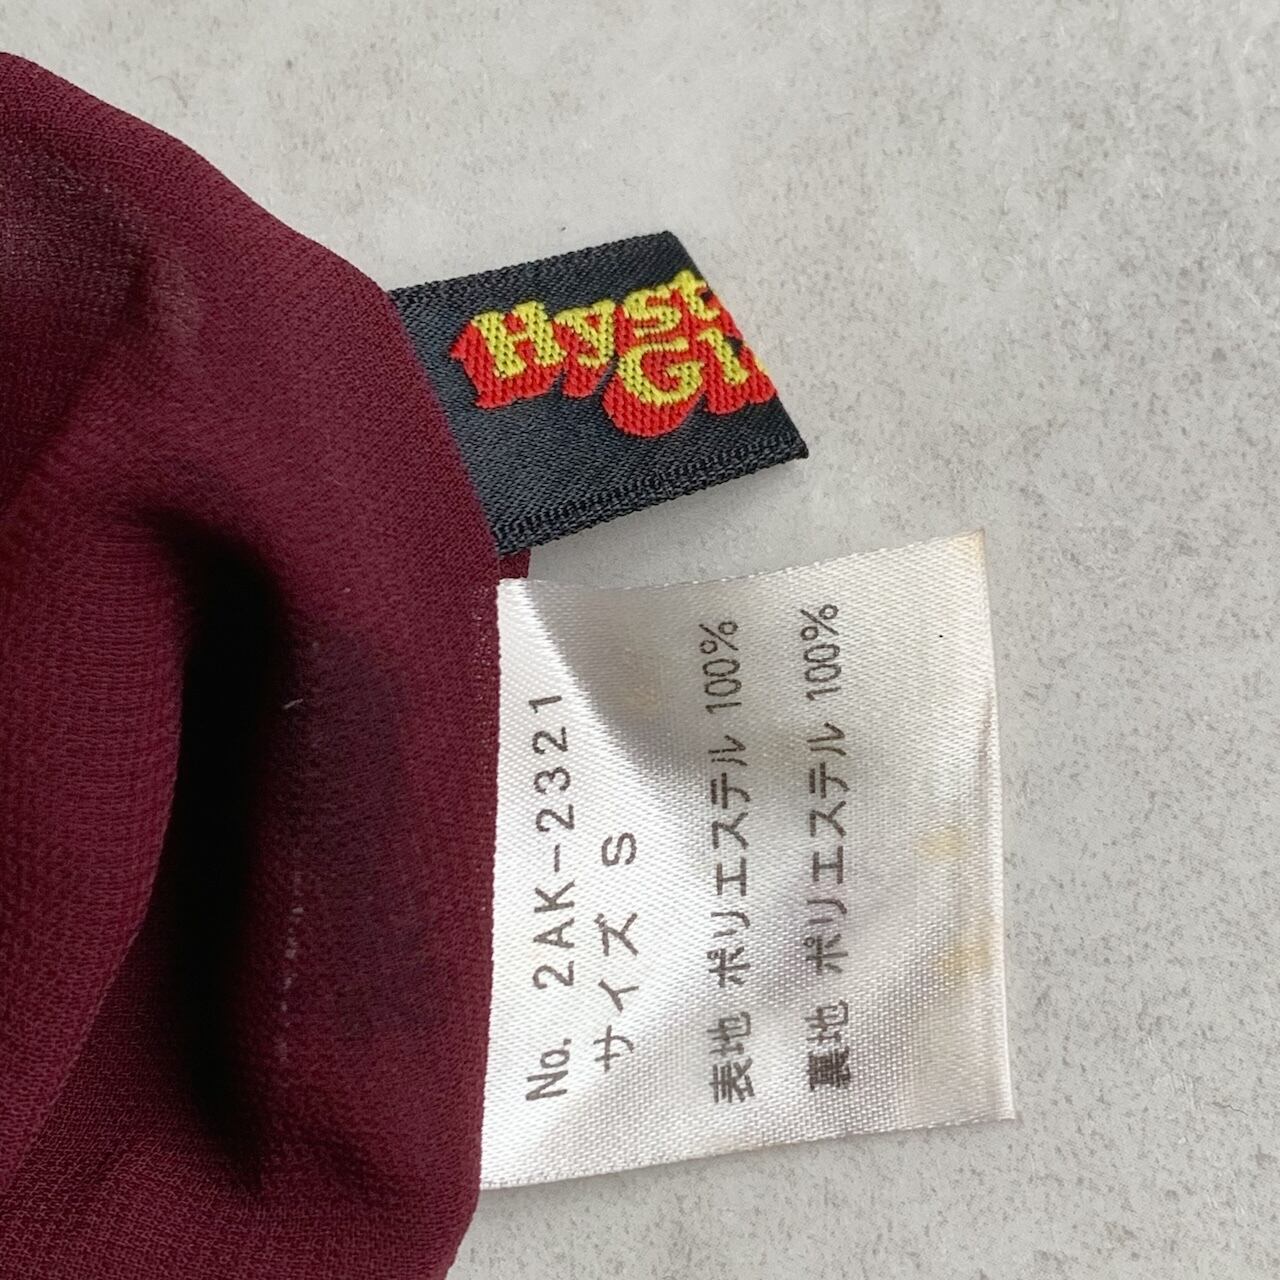 Hyst
Gi
No. 2AK-2321
サイズ S
表地 ポリエステル 100%
裏地 ポリエステル 100%